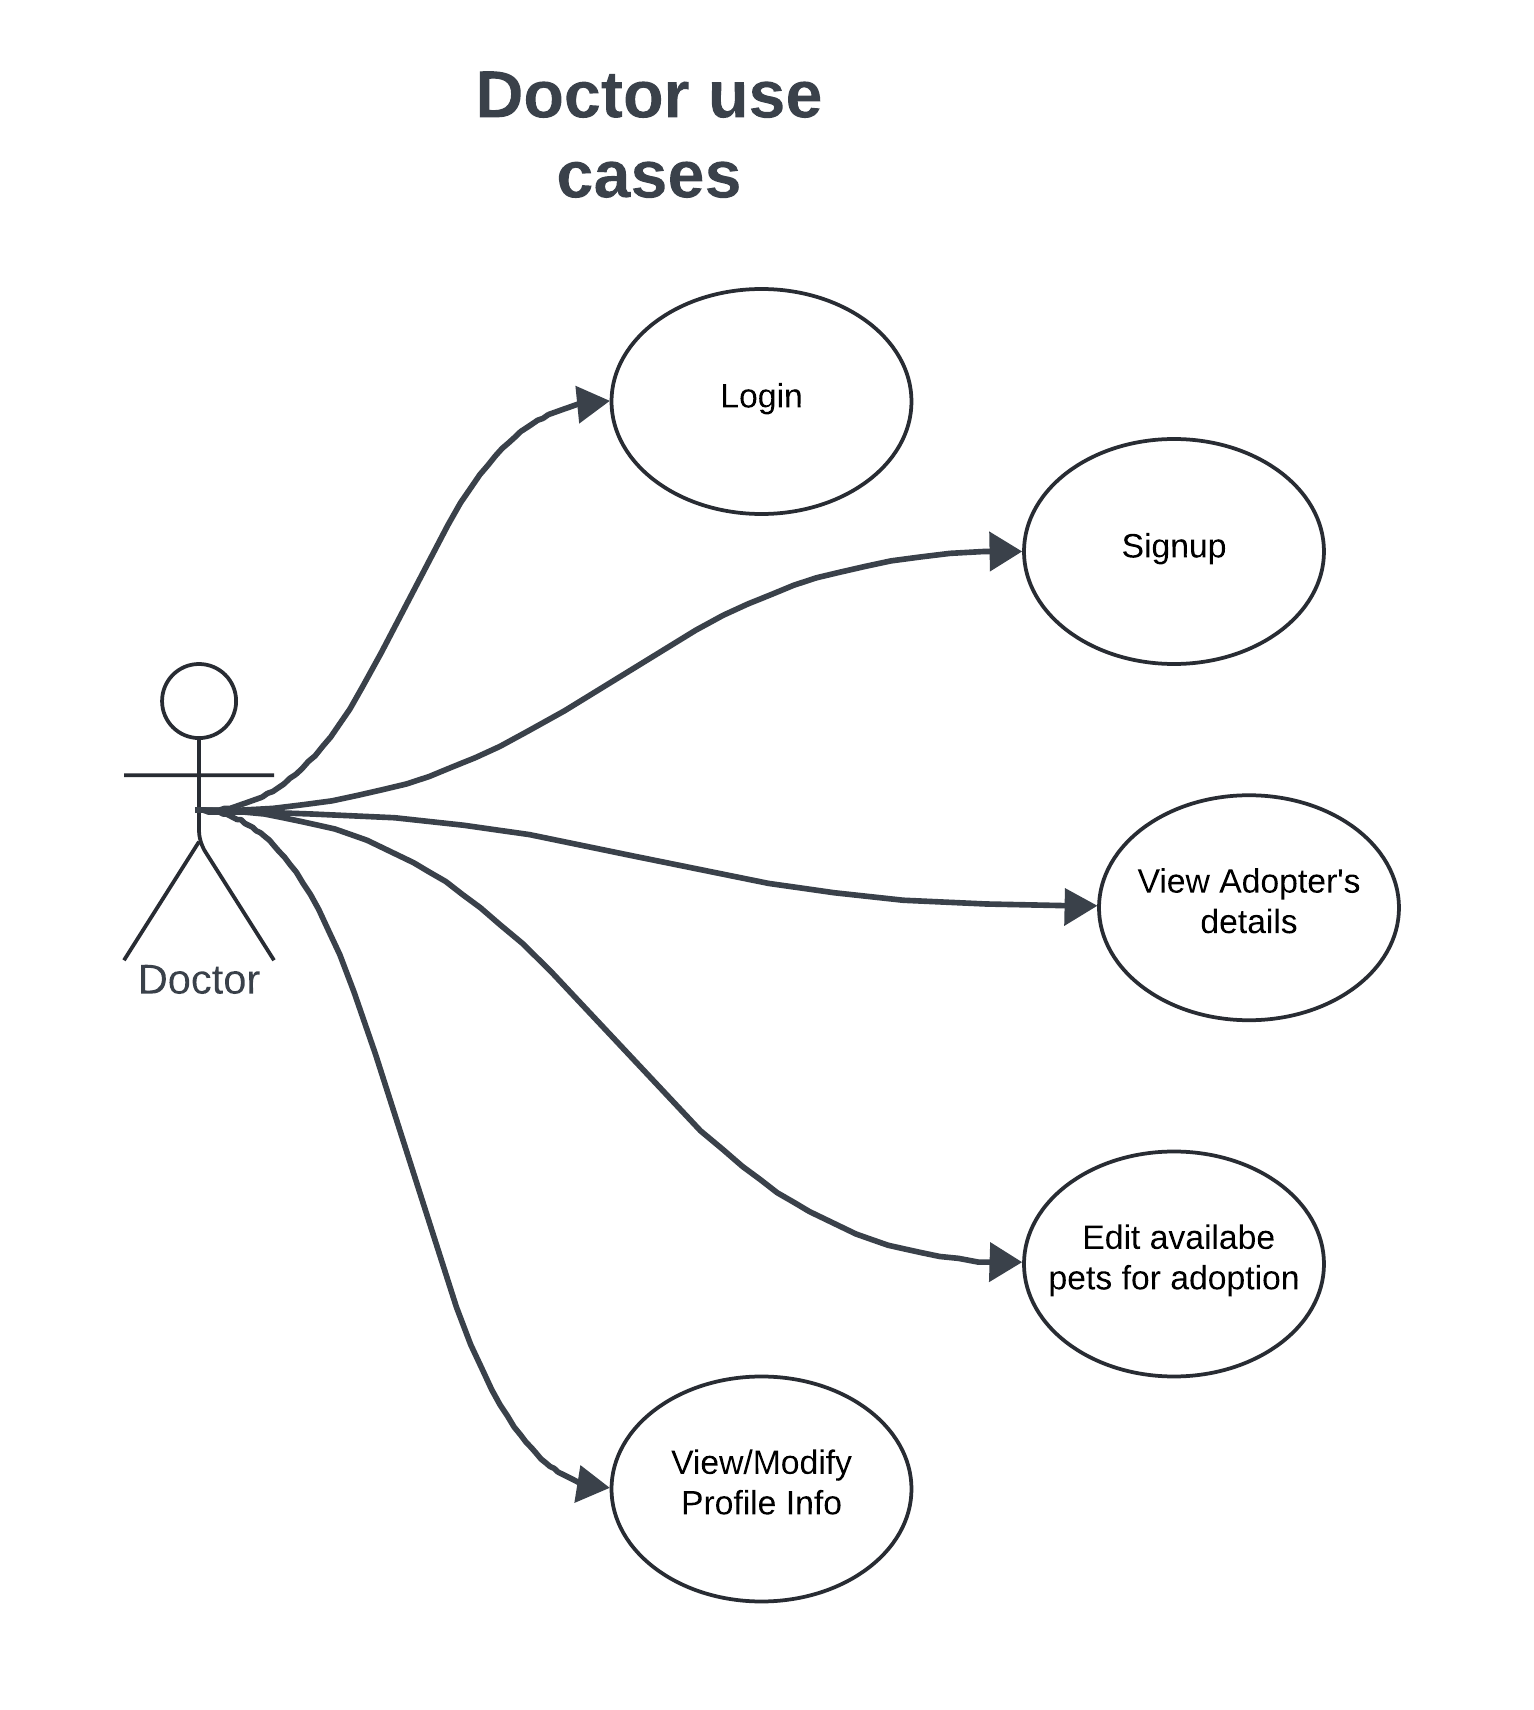 Doctor use
cases
Login
Signup
View Adopter's
details
Doctor
Edit availabe
pets for adoption
View/Modify
Profile Info